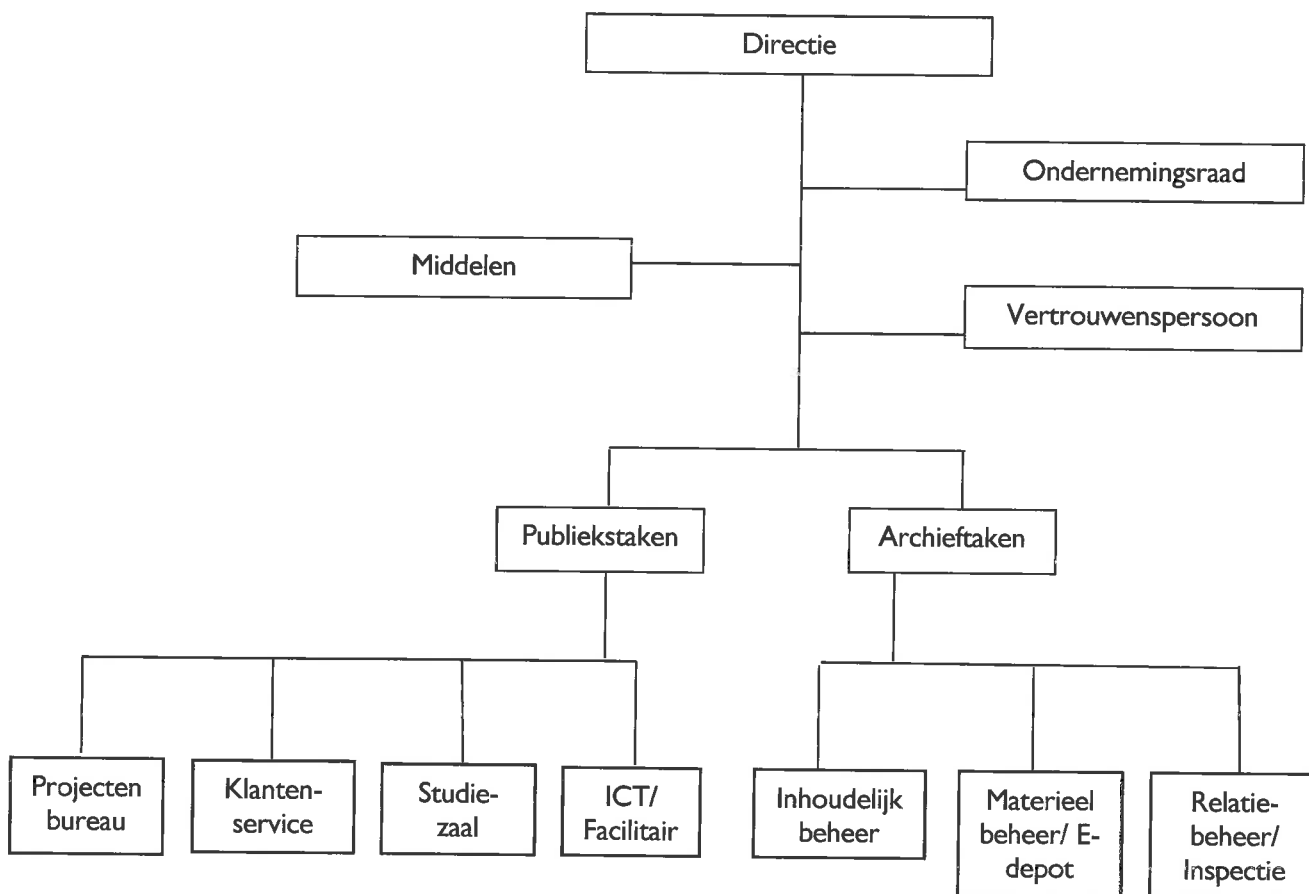 Directie
Ondernemingsraad
Middelen
Vertrouwenspersoon
Publiekstaken
Archieftaken
Projecten
bureau
Klanten-
service
Studie-
zaal
ICT/
Facilitair
Inhoudelijk
beheer
Materieel
beheer/ E-
depot
Relatie-
beheer/
Inspectie